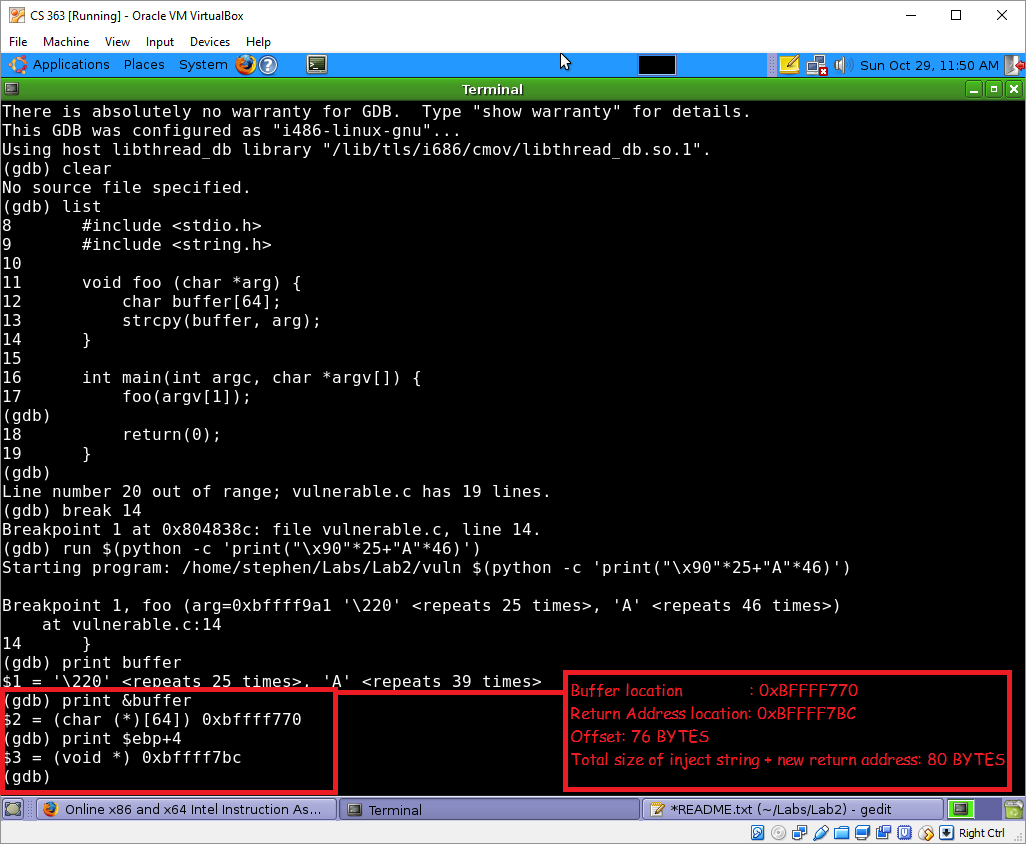 CS 363 [Running] - Oracle VM VirtualBox
File Machine View Input Devices Help
Applications Places System Sun Oct 29, 11:50 AM
Terminal
There is absolutely no warranty for GDB.  Type "show warranty" for details.
This GDB was configured as "i486-linux-gnu"...
Using host libthread_db library "/lib/tls/i686/cmov/libthread_db.so.1".
(gdb) clear
No source file specified.
(gdb) list
8       #include <stdio.h>
9       #include <string.h>
10
11      void foo (char *arg) {
12          char buffer[64];
13          strcpy(buffer, arg);
14      }
15
16      int main(int argc, char *argv[]) {
17          foo(argv[1]);
(gdb)
18          return(0);
19      }
(gdb)
Line number 20 out of range; vulnerable.c has 19 lines.
(gdb) break 14
Breakpoint 1 at 0x804838c: file vulnerable.c, line 14.
(gdb) run $(python -c 'print("\x90"*25+"A"*46)')
Starting program: /home/stephen/Labs/Lab2/vuln $(python -c 'print("\x90"*25+"A"*46)')
Breakpoint 1, foo (arg=0xbffff9a1 '\220' <repeats 25 times>, 'A' <repeats 46 times>)
    at vulnerable.c:14
14      }
(gdb) print buffer
$1 = '\220' <repeats 25 times>, 'A' <repeats 39 times>
(gdb) print &buffer
$2 = (char (*)[64]) 0xbffff770
(gdb) print $ebp+4
$3 = (void *) 0xbffff7bc
(gdb)
Buffer location : 0xBFFFF770
Return Address location: 0xBFFFF7BC
Offset: 76 BYTES
Total size of inject string + new return address: 80 BYTES
Online x86 and x64 Intel Instruction As... Terminal *README.txt (~/Labs/Lab2) - gedit
Right Ctrl